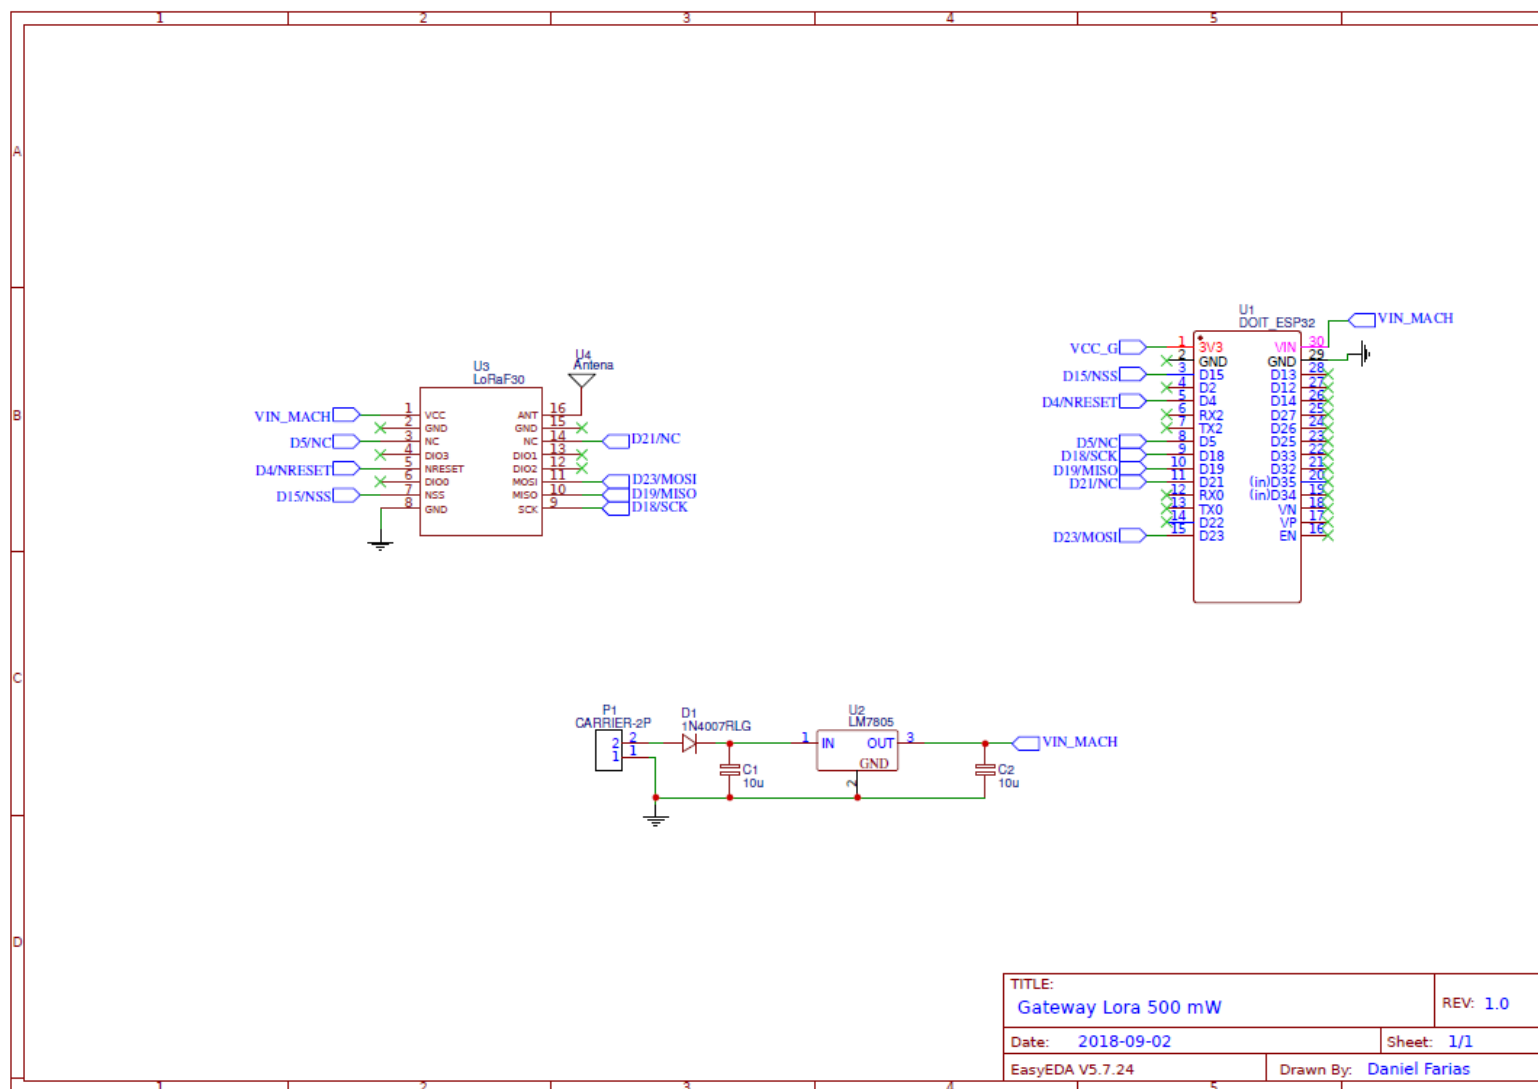 1 2 3 4 5
A
B
C
D
U3
LoRaF30
U4
Antena
VIN_MACH 1 VCC
2 GND
D5/NC 3 NC
4 DIO3
D4/NRESET 5 NRESET
6 DIO0
D15/NSS 7 NSS
8 GND
ANT 16
GND 15
NC 14 D21/NC
DIO1 13
DIO2 12
MOSI 11 D23/MOSI
MISO 10 D19/MISO
SCK 9 D18/SCK
U1
DOIT_ESP32
VCC_G 1 3V3
2 GND
D15/NSS 3 D15
4 D2
D4/NRESET 5 D4
6 RX2
7 TX2
D5/NC 8 D5
D18/SCK 9 D18
D19/MISO 10 D19
D21/NC 11 D21
12 RX0
13 TX0
14 D22
D23/MOSI 15 D23
VIN 30 VIN_MACH
GND 29
D13 28
D12 27
D14 26
D27 25
D26 24
D25 23
D33 22
D32 21
(in)D35 20
(in)D34 19
VN 18
VP 17
EN 16
P1
CARRIER-2P
2 2
1 1
D1
1N4007RLG
C1
10u
U2
LM7805
1 IN OUT 3
GND
2
C2
10u
VIN_MACH
TITLE:
Gateway Lora 500 mW
REV: 1.0
Date: 2018-09-02
Sheet: 1/1
EasyEDA V5.7.24
Drawn By: Daniel Farias
1 2 3 4 5